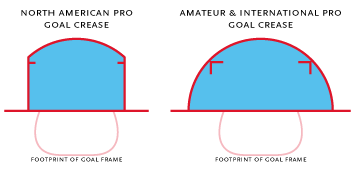 NORTH AMERICAN PRO
GOAL CREASE
FOOTPRINT OF GOAL FRAME
AMATEUR & INTERNATIONAL PRO
GOAL CREASE
FOOTPRINT OF GOAL FRAME